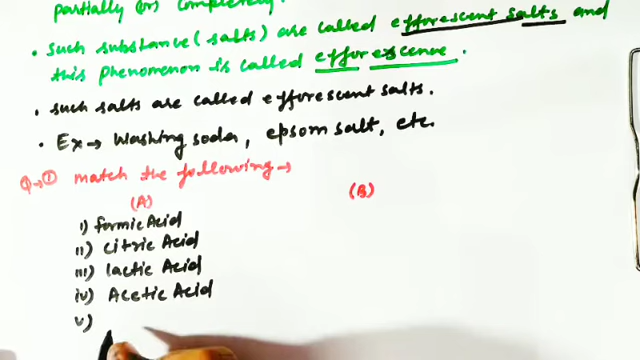 partially (or) completely.
• Such substance (salts) are called efflorescent salts and
this phenomenon is called efflorescence.
• such salts are called efflorescent salts.
• Ex → Washing soda, epsom salt, etc.
Q → ① match the following →
(A) (B)
i) formic Acid
ii) citric Acid
iii) lactic Acid
iv) Acetic Acid
v)